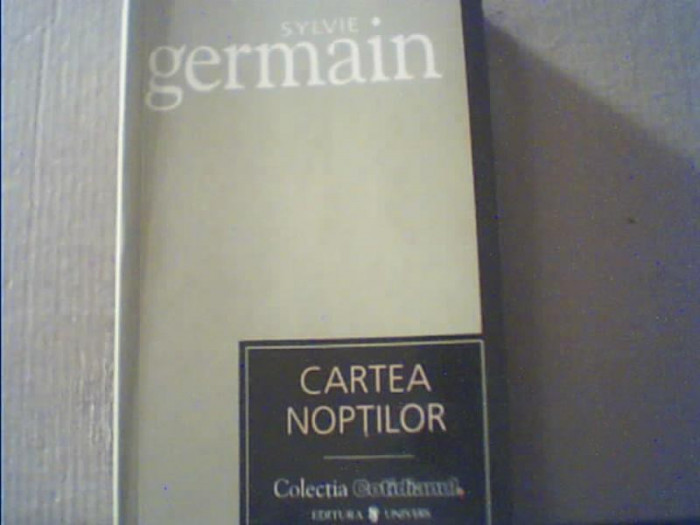 SYLVIE
germain
CARTEA
NOPȚILOR
Colecția Cotidianul.
EDITURA UNIVERS